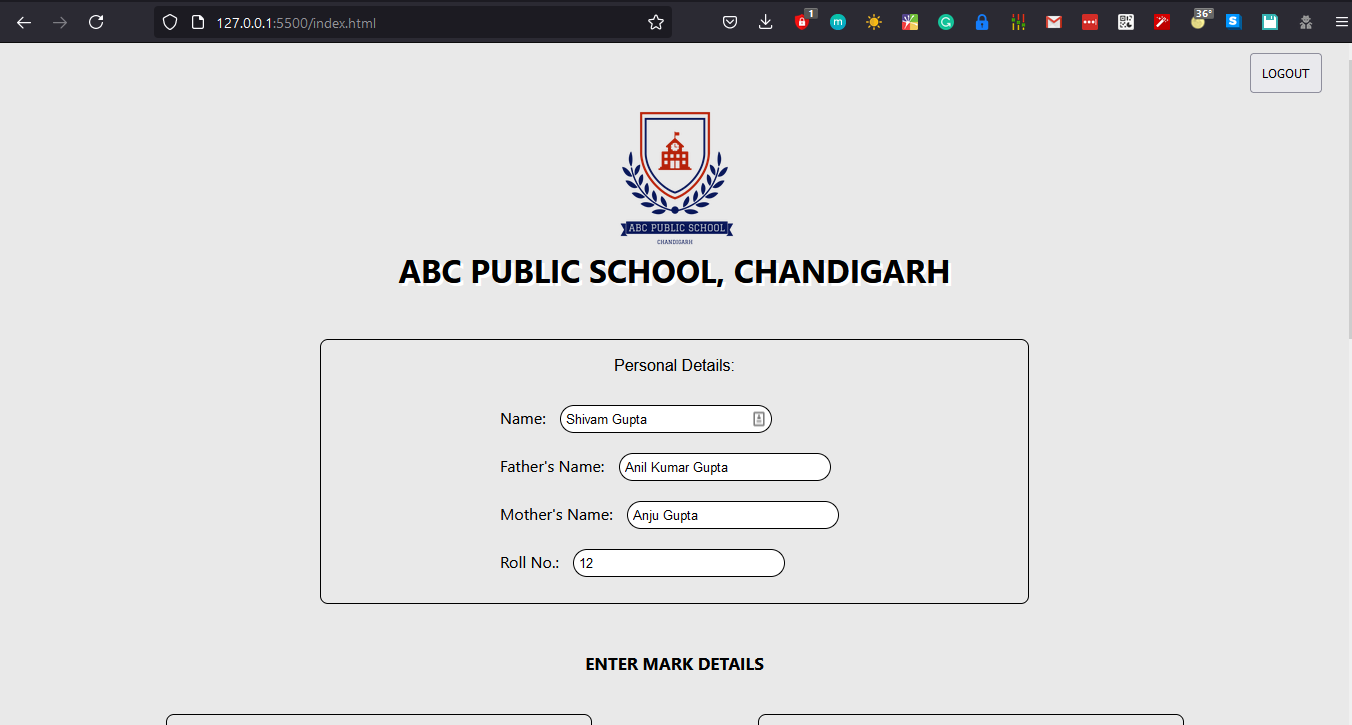 127.0.0.1:5500/index.html
1
36°
LOGOUT
ABC PUBLIC SCHOOL
CHANDIGARH
ABC PUBLIC SCHOOL, CHANDIGARH
Personal Details:
Name: Shivam Gupta
Father's Name: Anil Kumar Gupta
Mother's Name: Anju Gupta
Roll No.: 12
ENTER MARK DETAILS